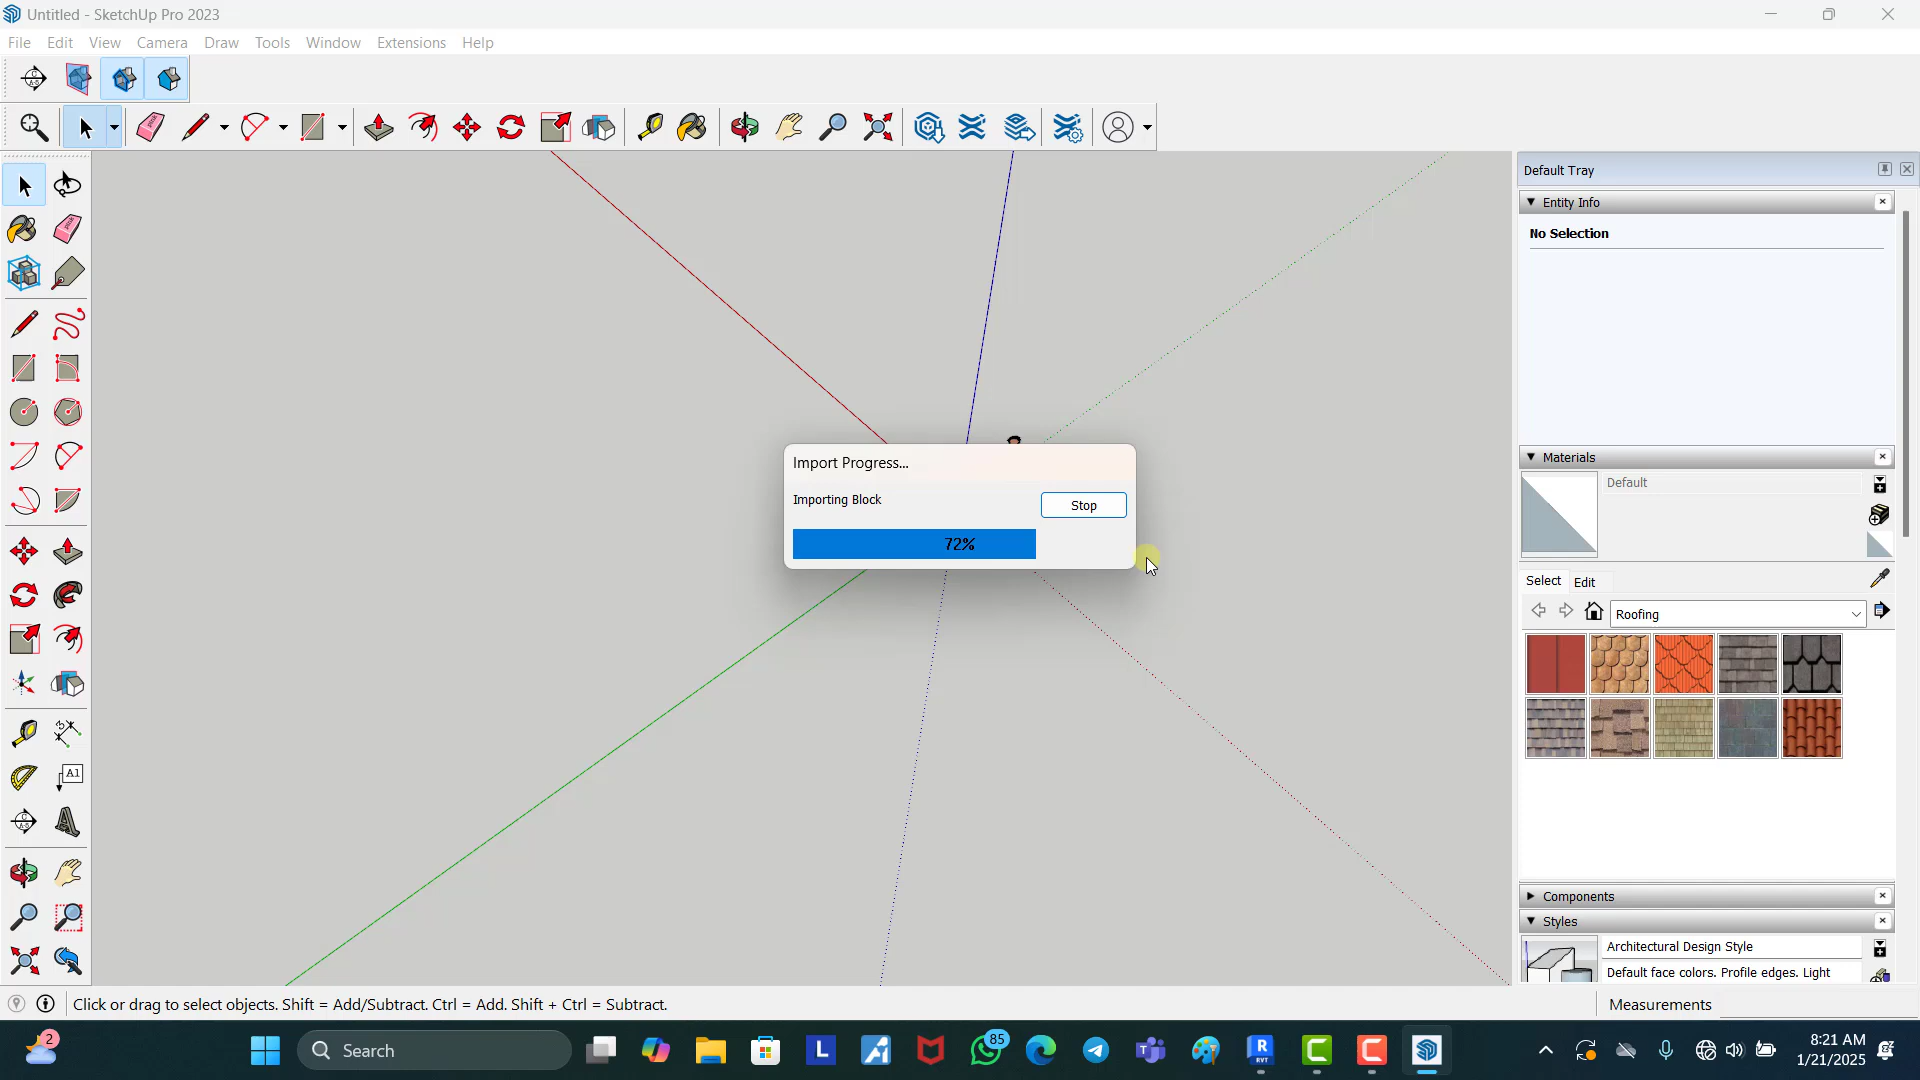 Untitled - SketchUp Pro 2023
File Edit View Camera Draw Tools Window Extensions Help
Default Tray
Entity Info
No Selection
Import Progress...
Importing Block
Stop
72%
Materials
Default
Select Edit
Roofing
Components
Styles
Architectural Design Style
Default face colors. Profile edges. Light
A1
Click or drag to select objects. Shift = Add/Subtract. Ctrl = Add. Shift + Ctrl = Subtract.
Measurements
2
Search
L
85
T
R
RVT
C
C
8:21 AM
1/21/2025